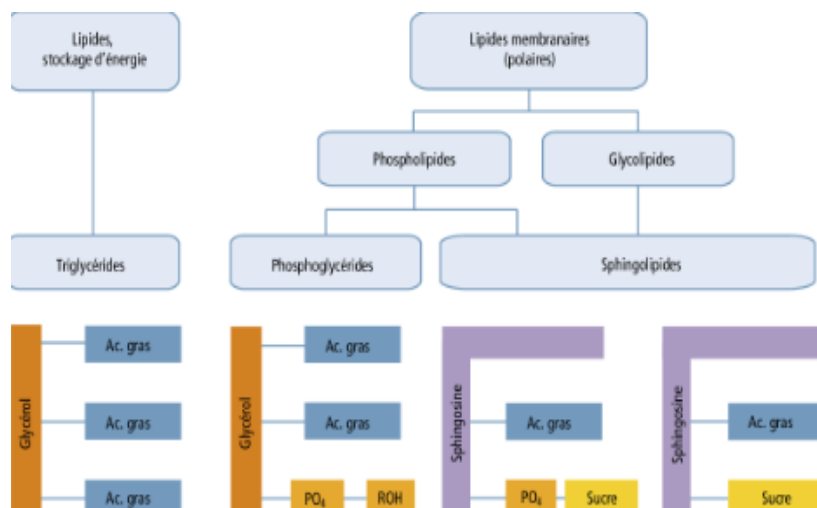 Lipides,
stockage d'énergie
Lipides membranaires
(polaires)
Phospholipides
Glycolipides
Triglycérides
Phosphoglycérides
Sphingolipides
Glycérol
Ac. gras
Ac. gras
Ac. gras
Glycérol
Ac. gras
Ac. gras
PO₄
ROH
Sphingosine
Ac. gras
PO₄
Sucre
Sphingosine
Ac. gras
Sucre